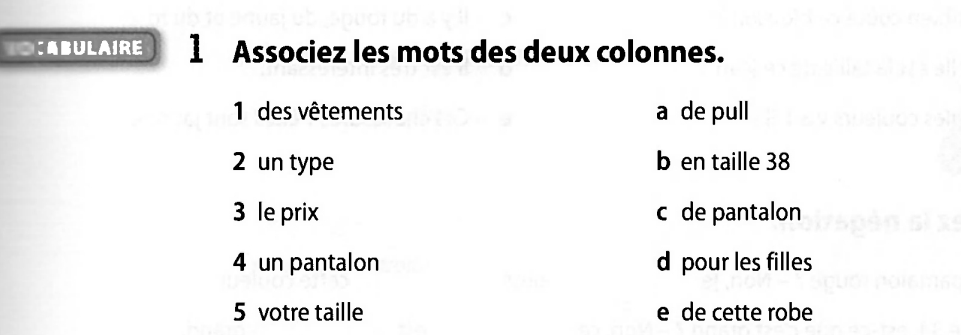 VOCABULAIRE 1 Associez les mots des deux colonnes.
1 des vêtements a de pull
2 un type b en taille 38
3 le prix c de pantalon
4 un pantalon d pour les filles
5 votre taille e de cette robe